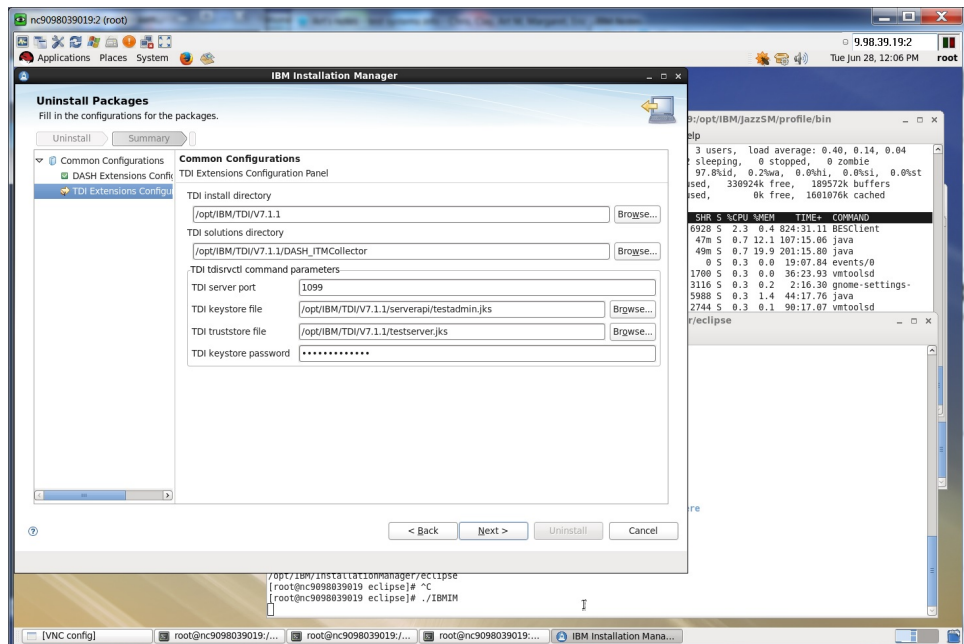 nc9098039019:2 (root)
9.98.39.19:2
Applications Places System
Tue Jun 28, 12:06 PM root
IBM Installation Manager
Uninstall Packages
Fill in the configurations for the packages.
Uninstall
Summary
Common Configurations
DASH Extensions Config
TDI Extensions Configu
Common Configurations
TDI Extensions Configuration Panel
TDI install directory
/opt/IBM/TDI/V7.1.1
Browse...
TDI solutions directory
/opt/IBM/TDI/V7.1.1/DASH_ITMCollector
Browse...
TDI tdisrvctl command parameters
TDI server port
1099
TDI keystore file
/opt/IBM/TDI/V7.1.1/serverapi/testadmin.jks
Browse...
TDI truststore file
/opt/IBM/TDI/V7.1.1/testserver.jks
Browse...
TDI keystore password
•••••••••••••
< Back
Next >
Uninstall
Cancel
9:/opt/IBM/JazzSM/profile/bin
elp
3 users, load average: 0.40, 0.14, 0.04
sleeping, 0 stopped, 0 zombie
97.8%id, 0.2%wa, 0.0%hi, 0.0%si, 0.0%st
used, 330924k free, 189572k buffers
used, 0k free, 1601076k cached
SHR S %CPU %MEM TIME+ COMMAND
6928 S 2.3 0.4 824:31.11 BESClient
47m S 0.7 12.1 107:15.06 java
49m S 0.7 19.9 201:15.80 java
0 S 0.3 0.0 19:07.84 events/0
1700 S 0.3 0.0 36:23.93 vmtoolsd
3116 S 0.3 0.2 2:16.30 gnome-settings-
5988 S 0.3 1.4 44:17.76 java
2744 S 0.3 0.1 90:17.07 vmtoolsd
r/eclipse
ere
/opt/IBM/InstallationManager/eclipse
[root@nc9098039019 eclipse]# ^C
[root@nc9098039019 eclipse]# ./IBMIM
[VNC config]
root@nc9098039019:/...
root@nc9098039019:/...
root@nc9098039019:...
IBM Installation Mana...